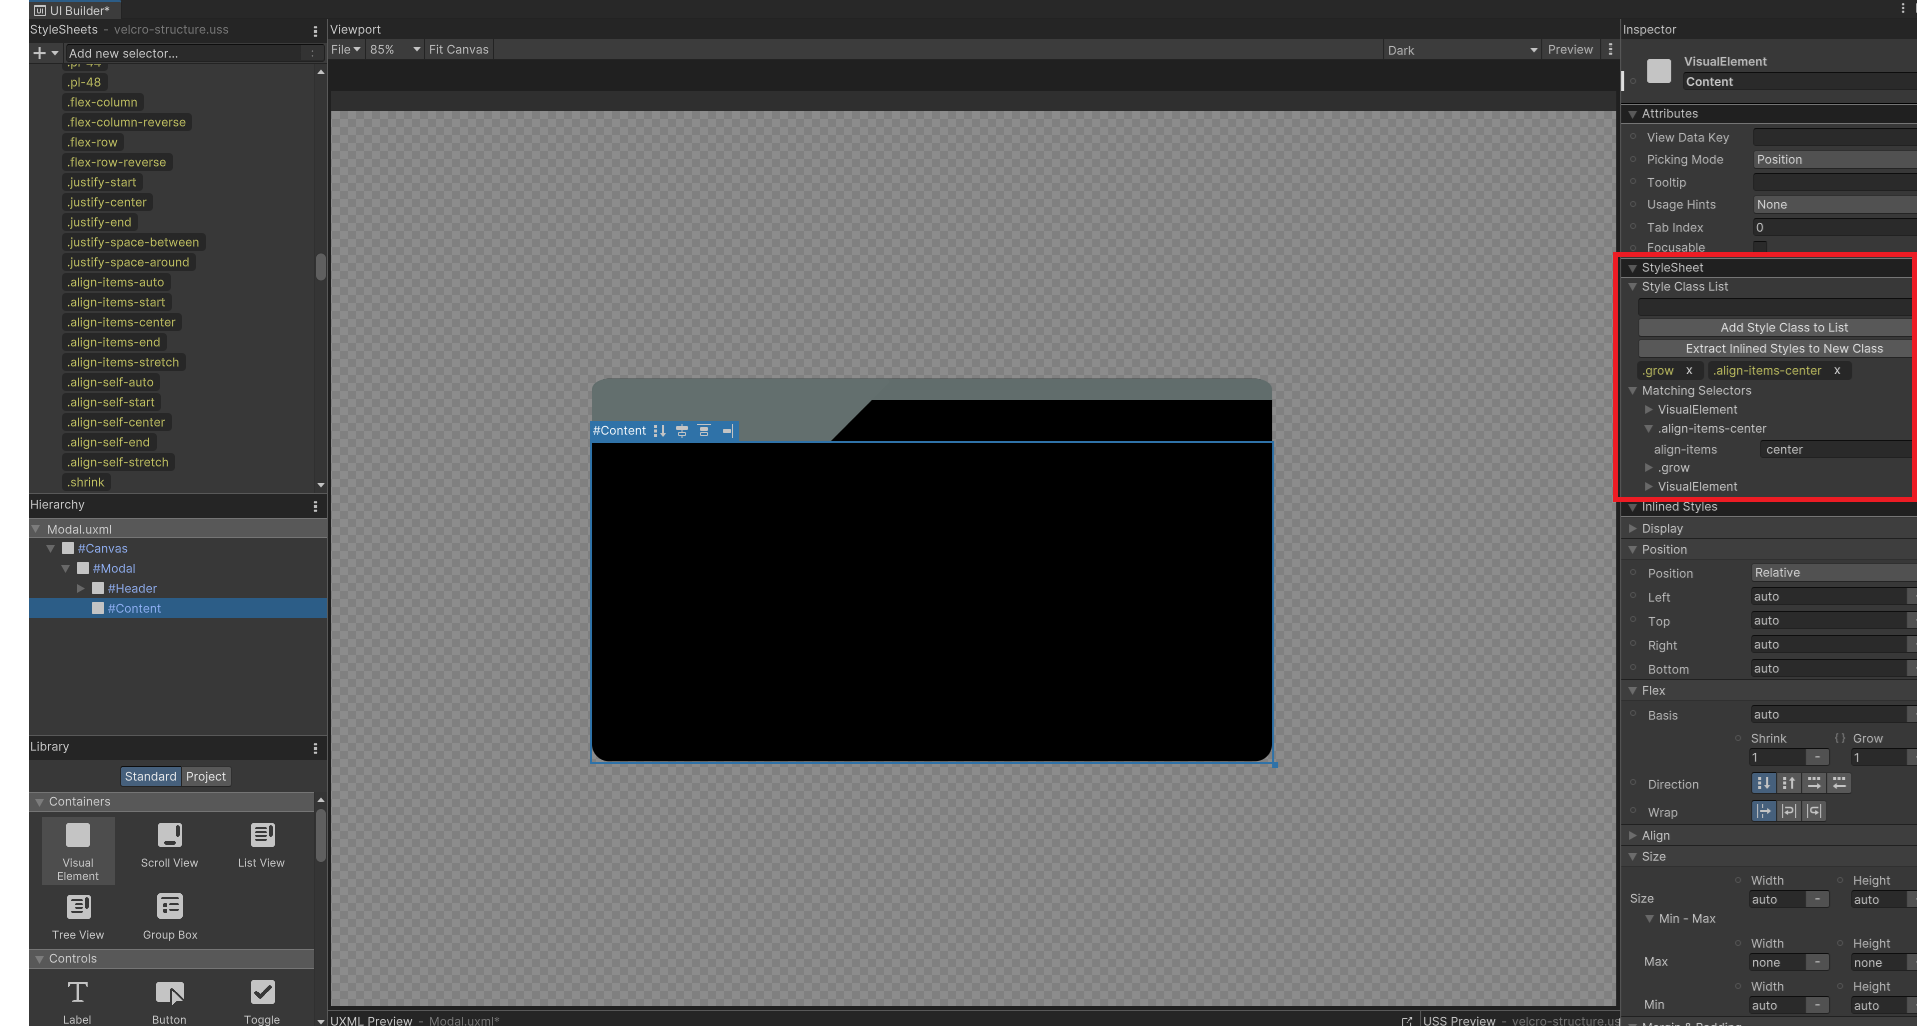 UI Builder*
StyleSheets - velcro-structure.uss
Add new selector...
.pl-44
.pl-48
.flex-column
.flex-column-reverse
.flex-row
.flex-row-reverse
.justify-start
.justify-center
.justify-end
.justify-space-between
.justify-space-around
.align-items-auto
.align-items-start
.align-items-center
.align-items-end
.align-items-stretch
.align-self-auto
.align-self-start
.align-self-center
.align-self-end
.align-self-stretch
.shrink
Hierarchy
Modal.uxml
#Canvas
#Modal
#Header
#Content
Library
Standard Project
Containers
Visual Element
Scroll View
List View
Tree View
Group Box
Controls
Label
Button
Toggle
Viewport
File 85% Fit Canvas
Dark Preview
#Content
UXML Preview - Modal.uxml*
USS Preview - velcro-structure.us
Inspector
VisualElement
Content
Attributes
View Data Key
Picking Mode Position
Tooltip
Usage Hints None
Tab Index 0
Focusable
StyleSheet
Style Class List
Add Style Class to List
Extract Inlined Styles to New Class
.grow x .align-items-center x
Matching Selectors
VisualElement
.align-items-center
align-items center
.grow
VisualElement
Inlined Styles
Display
Position
Position Relative
Left auto
Top auto
Right auto
Bottom auto
Flex
Basis auto
Shrink {} Grow
1 - 1
Direction
Wrap
Align
Size
Width Height
Size auto - auto
Min - Max
Width Height
Max none - none
Width Height
Min auto - auto
Margin & Padding